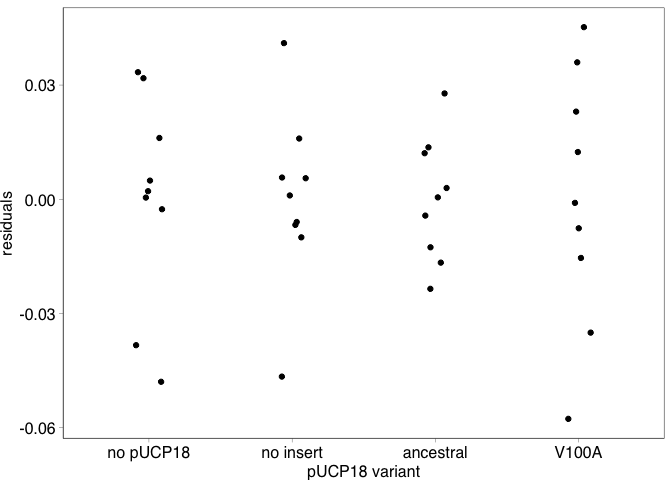 residuals
0.03
0.00
-0.03
-0.06
no pUCP18 no insert ancestral V100A
pUCP18 variant